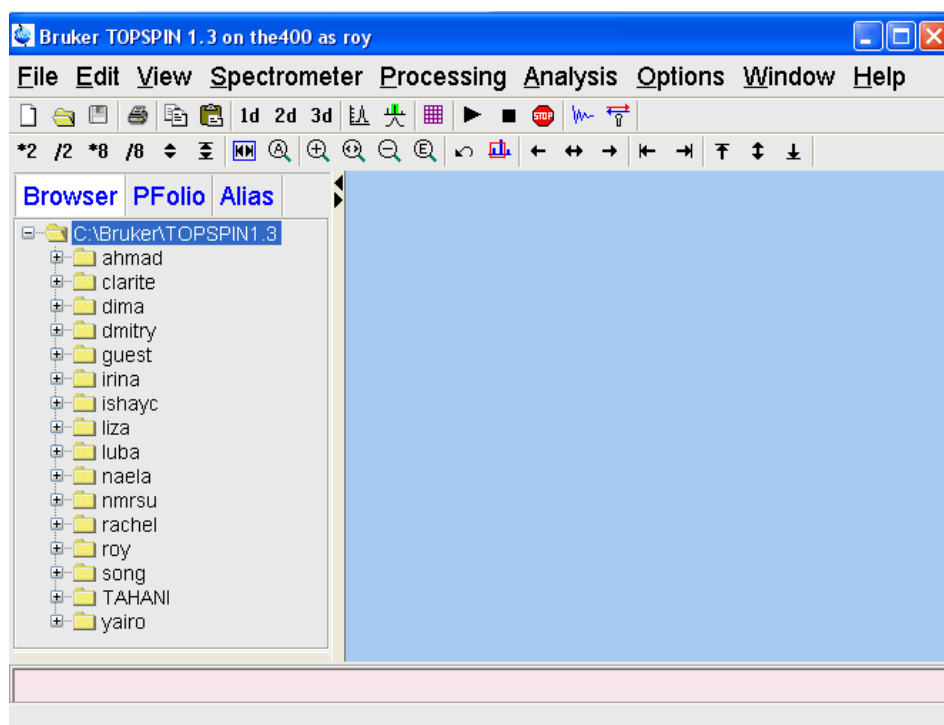 Bruker TOPSPIN 1.3 on the400 as roy
File Edit View Spectrometer Processing Analysis Options Window Help
1d 2d 3d STOP
*2 /2 *8 /8
Browser PFolio Alias
C:\Bruker\TOPSPIN1.3
ahmad
clarite
dima
dmitry
guest
irina
ishayc
liza
luba
naela
nmrsu
rachel
roy
song
TAHANI
yairo